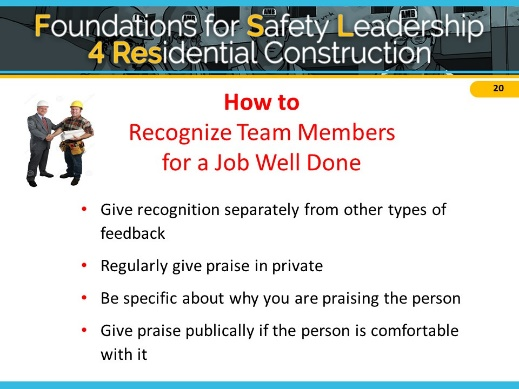 Foundations for Safety Leadership
4 Residential Construction
20
How to
Recognize Team Members
for a Job Well Done
• Give recognition separately from other types of
feedback
• Regularly give praise in private
• Be specific about why you are praising the person
• Give praise publically if the person is comfortable
with it